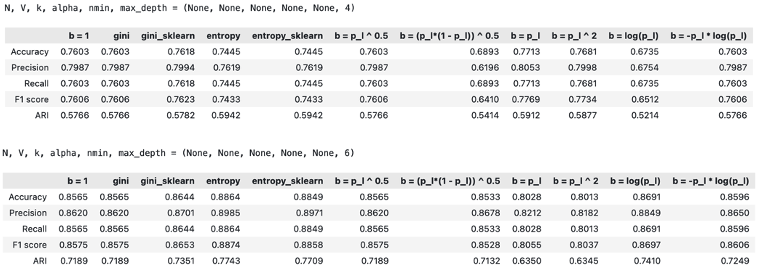 N, V, k, alpha, nmin, max_depth = (None, None, None, None, None, 4)
b = 1 gini gini_sklearn entropy entropy_sklearn b = p_l ^ 0.5 b = (p_l*(1 - p_l)) ^ 0.5 b = p_l b = p_l ^ 2 b = log(p_l) b = -p_l * log(p_l)
Accuracy 0.7603 0.7603 0.7618 0.7445 0.7445 0.7603 0.6893 0.7713 0.7681 0.6735 0.7603
Precision 0.7987 0.7987 0.7994 0.7619 0.7619 0.7987 0.6196 0.8053 0.7998 0.6754 0.7987
Recall 0.7603 0.7603 0.7618 0.7445 0.7445 0.7603 0.6893 0.7713 0.7681 0.6735 0.7603
F1 score 0.7606 0.7606 0.7623 0.7433 0.7433 0.7606 0.6410 0.7769 0.7734 0.6512 0.7606
ARI 0.5766 0.5766 0.5782 0.5942 0.5942 0.5766 0.5414 0.5912 0.5877 0.5214 0.5766
N, V, k, alpha, nmin, max_depth = (None, None, None, None, None, 6)
b = 1 gini gini_sklearn entropy entropy_sklearn b = p_l ^ 0.5 b = (p_l*(1 - p_l)) ^ 0.5 b = p_l b = p_l ^ 2 b = log(p_l) b = -p_l * log(p_l)
Accuracy 0.8565 0.8565 0.8644 0.8864 0.8849 0.8565 0.8533 0.8028 0.8013 0.8691 0.8596
Precision 0.8620 0.8620 0.8701 0.8985 0.8971 0.8620 0.8678 0.8212 0.8182 0.8849 0.8650
Recall 0.8565 0.8565 0.8644 0.8864 0.8849 0.8565 0.8533 0.8028 0.8013 0.8691 0.8596
F1 score 0.8575 0.8575 0.8653 0.8874 0.8858 0.8575 0.8528 0.8055 0.8037 0.8697 0.8606
ARI 0.7189 0.7189 0.7351 0.7743 0.7709 0.7189 0.7132 0.6350 0.6345 0.7410 0.7249